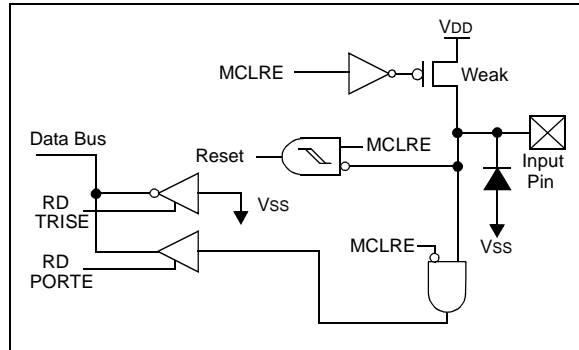 VDD
MCLRE
Weak
Data Bus
Reset
MCLRE
Input
Pin
RD
TRISE
VSS
VSS
MCLRE
RD
PORTE